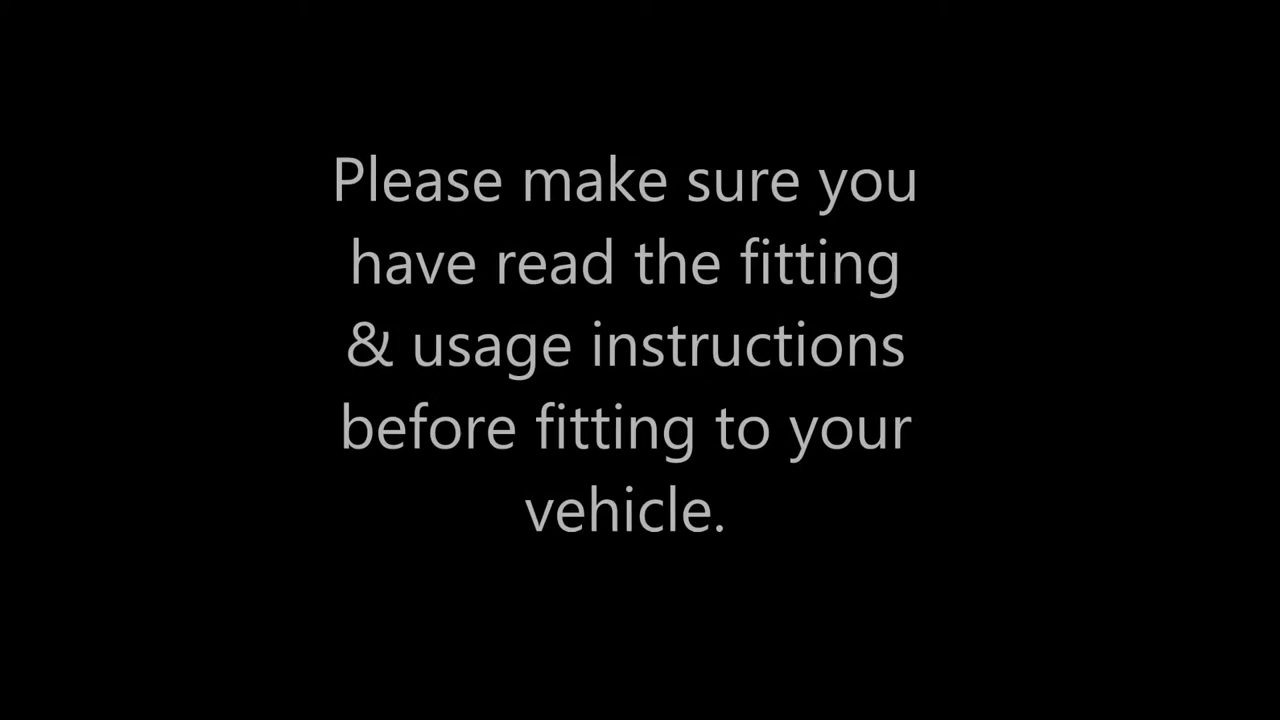 Please make sure you
have read the fitting
& usage instructions
before fitting to your
vehicle.